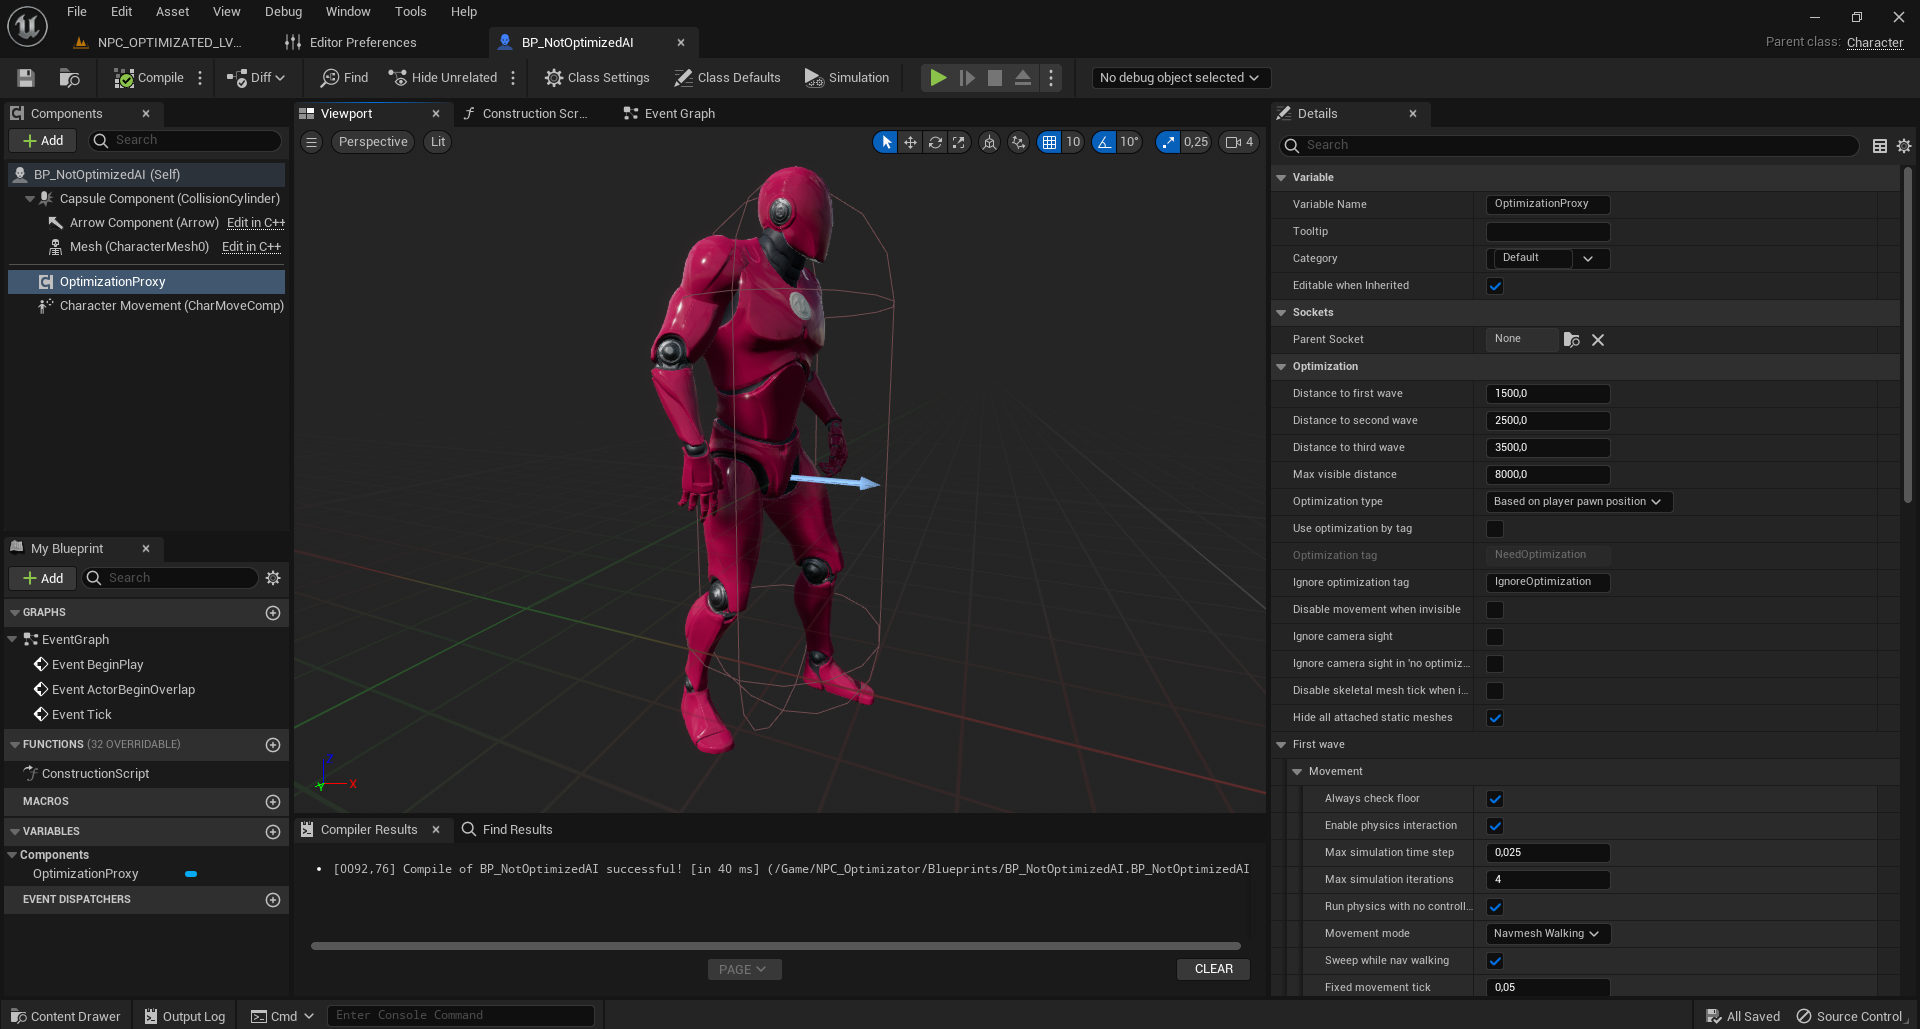 File Edit Asset View Debug Window Tools Help
NPC_OPTIMIZATED_LV... Editor Preferences BP_NotOptimizedAI
Parent class: Character
Compile Diff Find Hide Unrelated Class Settings Class Defaults Simulation No debug object selected
Components
Add Search
BP_NotOptimizedAI (Self)
Capsule Component (CollisionCylinder)
Arrow Component (Arrow) Edit in C++
Mesh (CharacterMesh0) Edit in C++
OptimizationProxy
Character Movement (CharMoveComp)
My Blueprint
Add Search
GRAPHS
EventGraph
Event BeginPlay
Event ActorBeginOverlap
Event Tick
FUNCTIONS (32 OVERRIDABLE)
ConstructionScript
MACROS
VARIABLES
Components
OptimizationProxy
EVENT DISPATCHERS
Viewport Construction Scr... Event Graph
Perspective Lit 10 10° 0,25 4
Z
Y X
Compiler Results Find Results
[0092,76] Compile of BP_NotOptimizedAI successful! [in 40 ms] (/Game/NPC_Optimizator/Blueprints/BP_NotOptimizedAI.BP_NotOptimizedAI
PAGE CLEAR
Details
Search
Variable
Variable Name OptimizationProxy
Tooltip
Category Default
Editable when Inherited
Sockets
Parent Socket None
Optimization
Distance to first wave 1500,0
Distance to second wave 2500,0
Distance to third wave 3500,0
Max visible distance 8000,0
Optimization type Based on player pawn position
Use optimization by tag
Optimization tag NeedOptimization
Ignore optimization tag IgnoreOptimization
Disable movement when invisible
Ignore camera sight
Ignore camera sight in 'no optimiz...
Disable skeletal mesh tick when i...
Hide all attached static meshes
First wave
Movement
Always check floor
Enable physics interaction
Max simulation time step 0,025
Max simulation iterations 4
Run physics with no controll...
Movement mode Navmesh Walking
Sweep while nav walking
Fixed movement tick 0,05
Content Drawer Output Log Cmd Enter Console Command All Saved Source Control